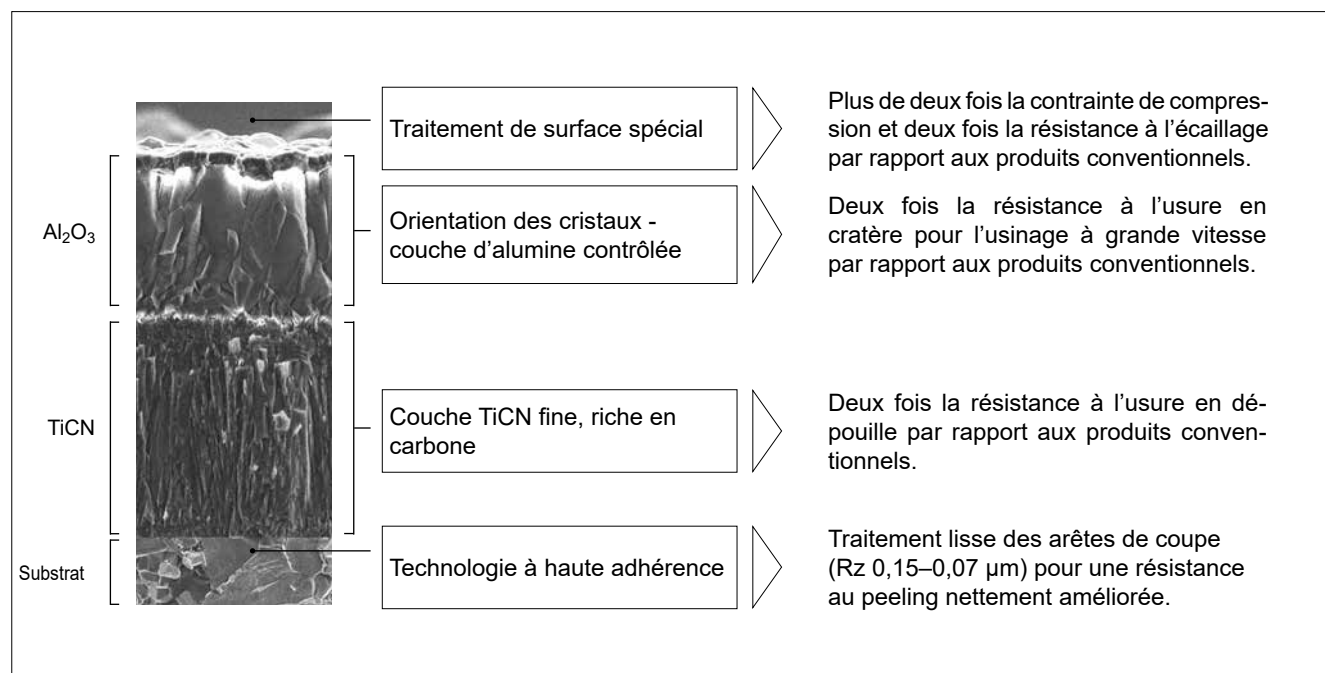 Traitement de surface spécial
Plus de deux fois la contrainte de compres-
sion et deux fois la résistance à l'écaillage
par rapport aux produits conventionnels.
Al₂O₃
Orientation des cristaux -
couche d'alumine contrôlée
Deux fois la résistance à l'usure en
cratère pour l'usinage à grande vitesse
par rapport aux produits conventionnels.
TiCN
Couche TiCN fine, riche en
carbone
Deux fois la résistance à l'usure en dé-
pouille par rapport aux produits conven-
tionnels.
Substrat
Technologie à haute adhérence
Traitement lisse des arêtes de coupe
(Rz 0,15–0,07 µm) pour une résistance
au peeling nettement améliorée.